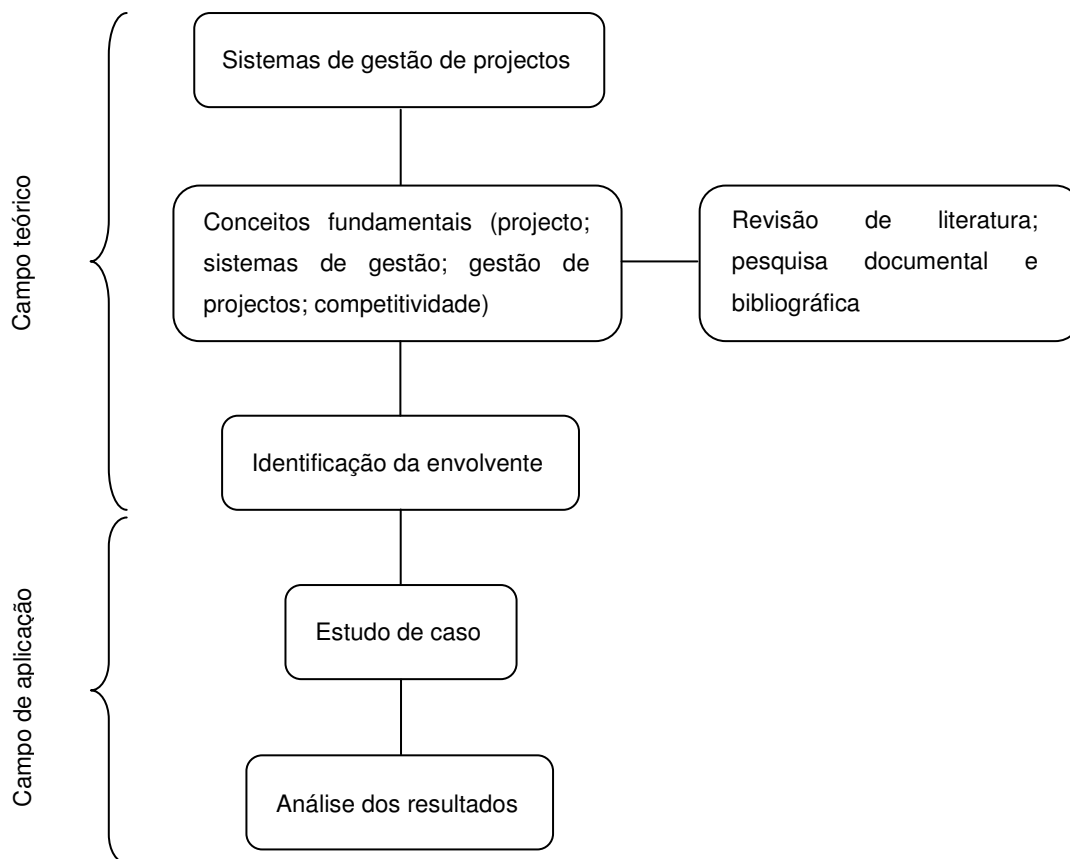 Campo teórico
Sistemas de gestão de projectos
Conceitos fundamentais (projecto;
sistemas de gestão; gestão de
projectos; competitividade)
Revisão de literatura;
pesquisa documental e
bibliográfica
Identificação da envolvente
Campo de aplicação
Estudo de caso
Análise dos resultados